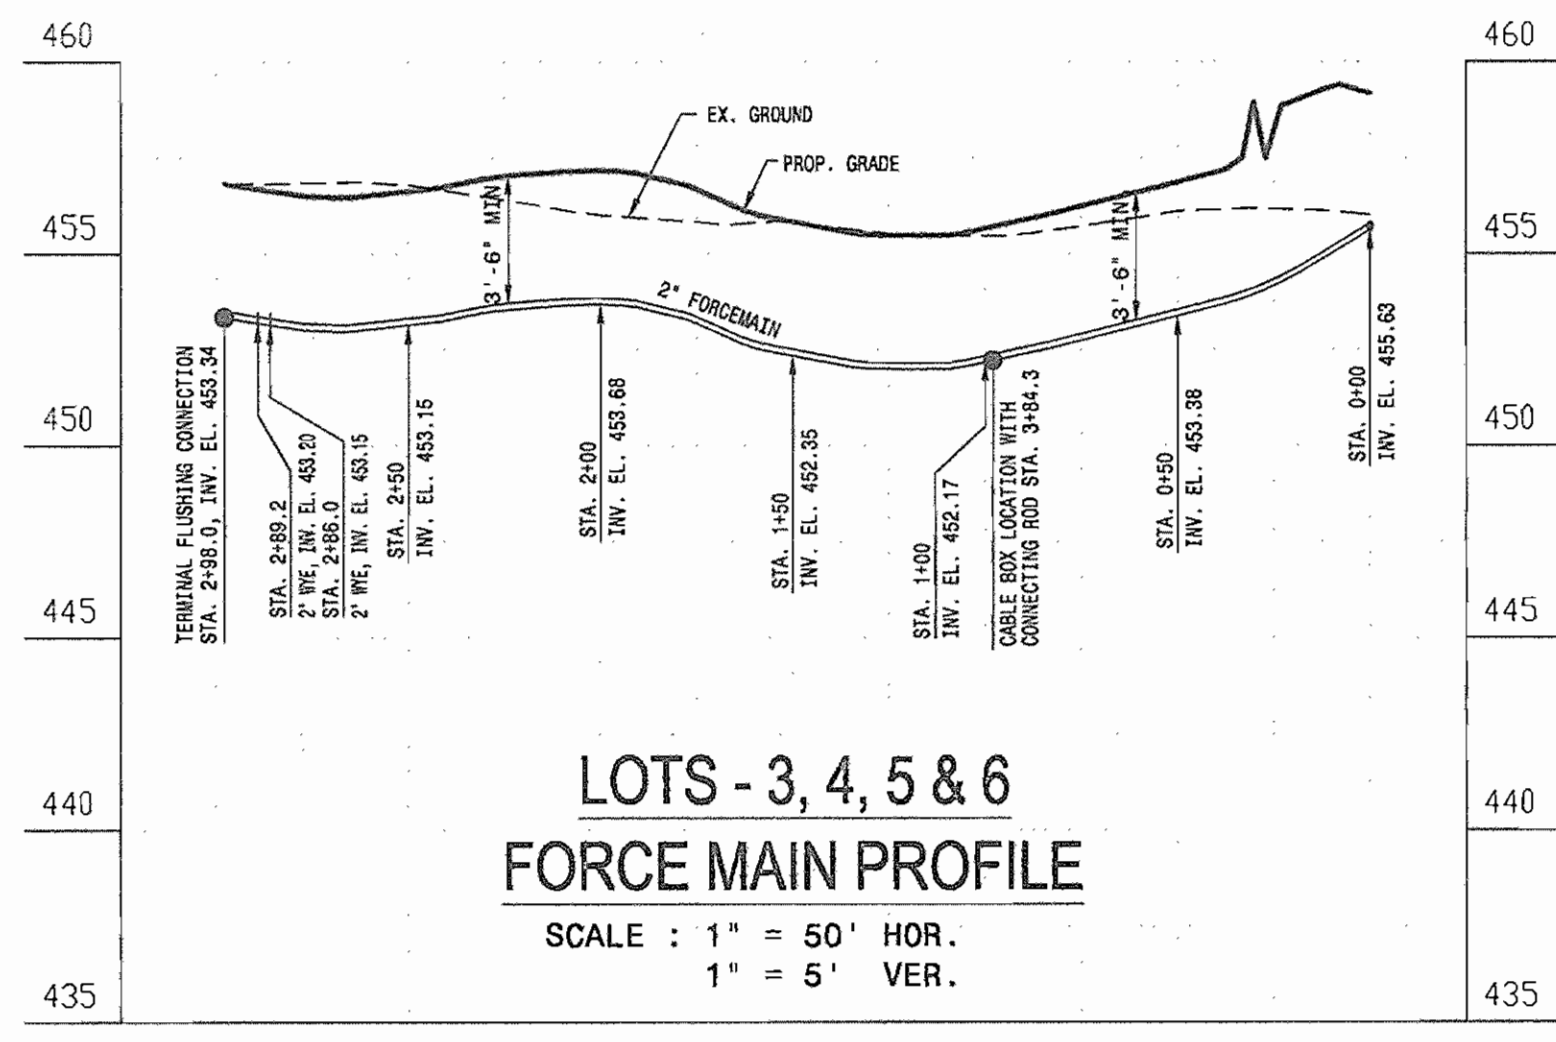 460
460
EX. GROUND
PROP. GRADE
455
455
3'-6" MIN
3'-6" MIN
2" FORCEMAIN
450
450
TERMINAL FLUSHING CONNECTION
STA. 2+98.0, INV. EL. 453.34
STA. 2+89.2
2" WYE, INV. EL. 453.20
STA. 2+86.0
2" WYE, INV. EL. 453.15
STA. 2+50
INV. EL. 453.15
STA. 2+00
INV. EL. 453.68
STA. 1+50
INV. EL. 452.35
STA. 1+00
INV. EL. 452.17
CABLE BOX LOCATION WITH
CONNECTING ROD STA. 3+84.3
STA. 0+50
INV. EL. 453.38
STA. 0+00
INV. EL. 455.63
445
445
440
440
LOTS - 3, 4, 5 & 6
FORCE MAIN PROFILE
SCALE : 1" = 50' HOR.
1" = 5' VER.
435
435